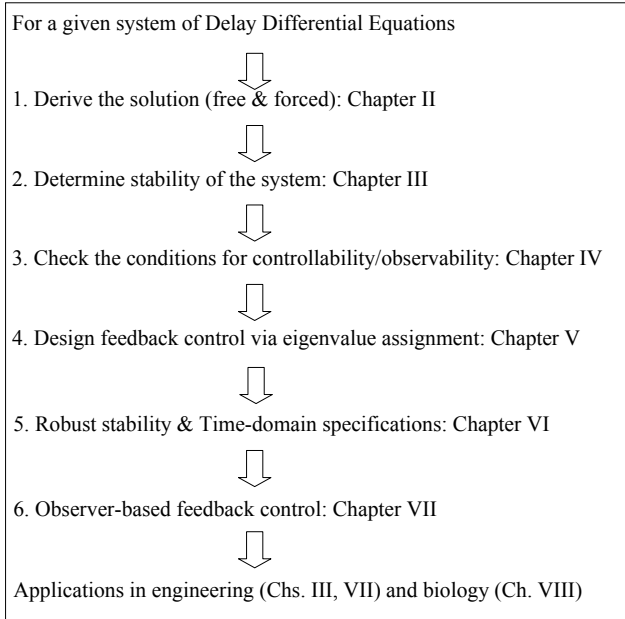 For a given system of Delay Differential Equations
1. Derive the solution (free & forced): Chapter II
2. Determine stability of the system: Chapter III
3. Check the conditions for controllability/observability: Chapter IV
4. Design feedback control via eigenvalue assignment: Chapter V
5. Robust stability & Time-domain specifications: Chapter VI
6. Observer-based feedback control: Chapter VII
Applications in engineering (Chs. III, VII) and biology (Ch. VIII)